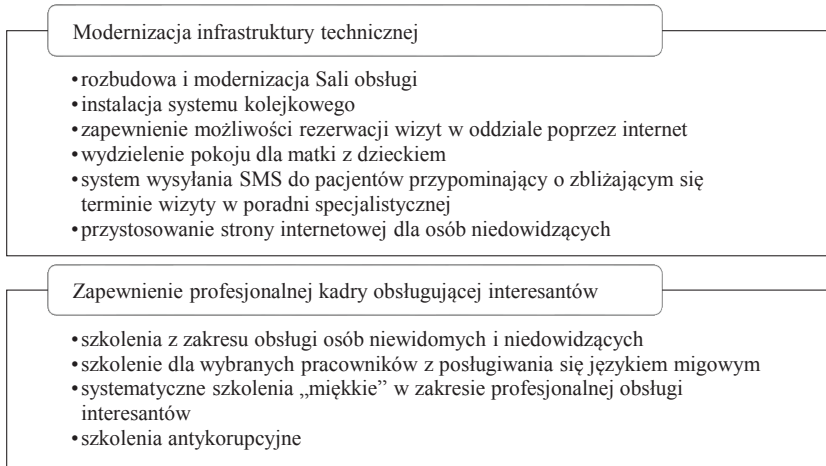 Modernizacja infrastruktury technicznej
•rozbudowa i modernizacja Sali obsługi
•instalacja systemu kolejkowego
•zapewnienie możliwości rezerwacji wizyt w oddziale poprzez internet
•wydzielenie pokoju dla matki z dzieckiem
•system wysyłania SMS do pacjentów przypominający o zbliżającym się
terminie wizyty w poradni specjalistycznej
•przystosowanie strony internetowej dla osób niedowidzących
Zapewnienie profesjonalnej kadry obsługującej interesantów
•szkolenia z zakresu obsługi osób niewidomych i niedowidzących
•szkolenie dla wybranych pracowników z posługiwania się językiem migowym
•systematyczne szkolenia „miękkie” w zakresie profesjonalnej obsługi
interesantów
•szkolenia antykorupcyjne